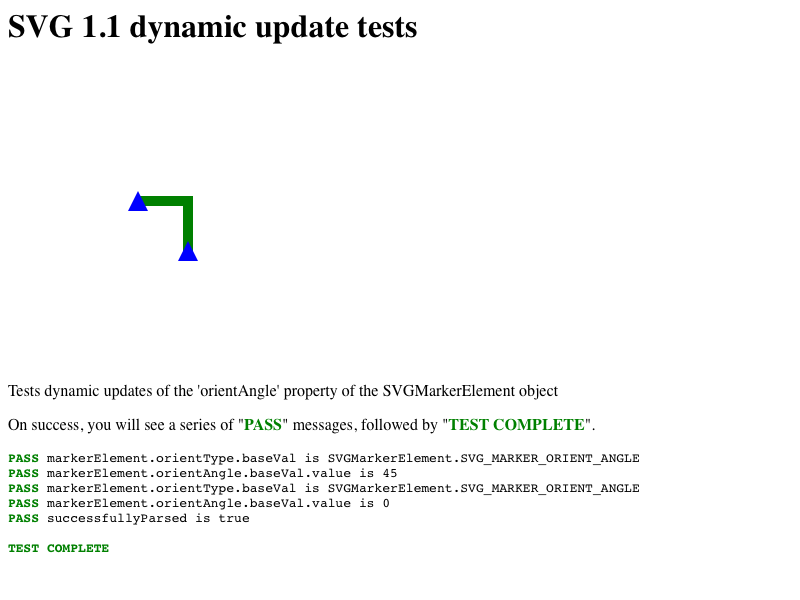 SVG 1.1 dynamic update tests
Tests dynamic updates of the 'orientAngle' property of the SVGMarkerElement object
On success, you will see a series of "PASS" messages, followed by "TEST COMPLETE".
PASS markerElement.orientType.baseVal is SVGMarkerElement.SVG_MARKER_ORIENT_ANGLE
PASS markerElement.orientAngle.baseVal.value is 45
PASS markerElement.orientType.baseVal is SVGMarkerElement.SVG_MARKER_ORIENT_ANGLE
PASS markerElement.orientAngle.baseVal.value is 0
PASS successfullyParsed is true
TEST COMPLETE